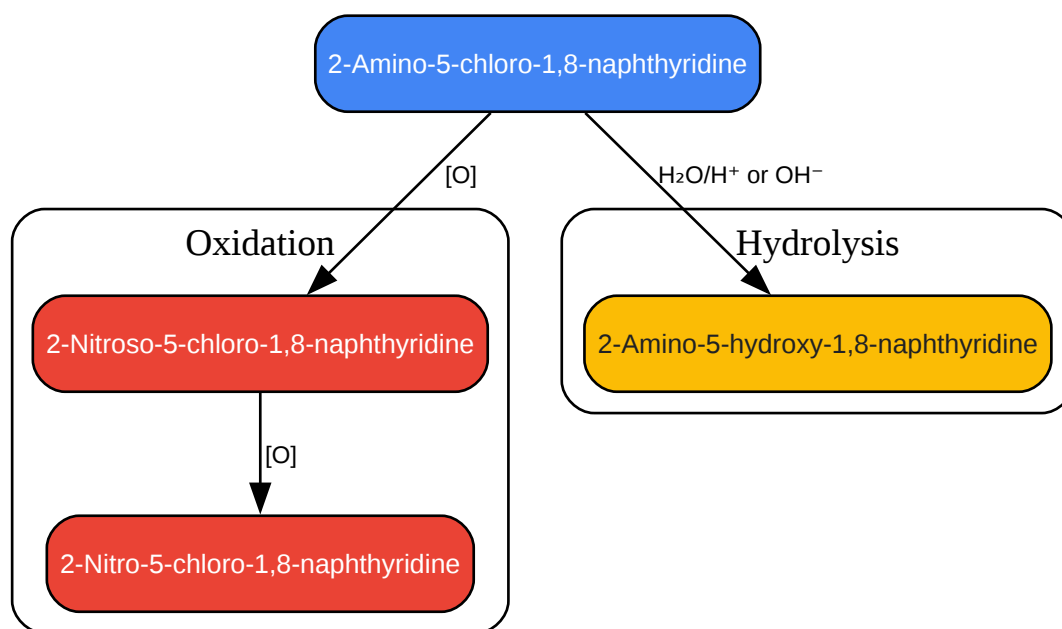 2-Amino-5-chloro-1,8-naphthyridine
[O]
H₂O/H⁺ or OH⁻
Oxidation
Hydrolysis
2-Nitroso-5-chloro-1,8-naphthyridine
2-Amino-5-hydroxy-1,8-naphthyridine
[O]
2-Nitro-5-chloro-1,8-naphthyridine